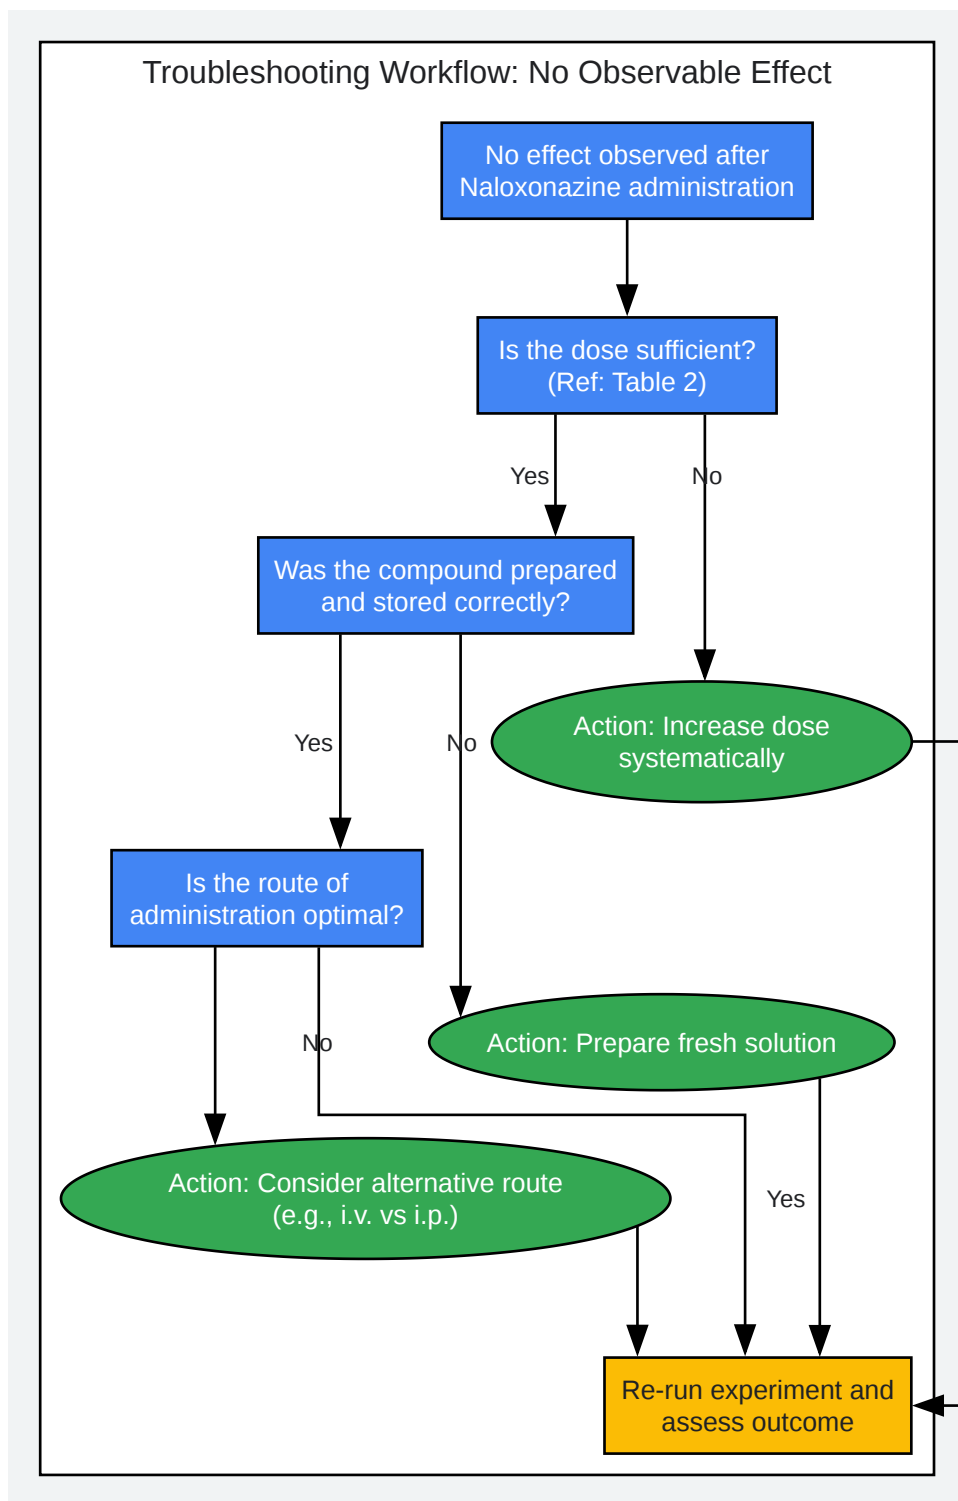 Troubleshooting Workflow: No Observable Effect
No effect observed after
Naloxonazine administration
Is the dose sufficient?
(Ref: Table 2)
Yes
No
Was the compound prepared
and stored correctly?
Action: Increase dose
systematically
Yes
No
Is the route of
administration optimal?
No
Action: Prepare fresh solution
Action: Consider alternative route
(e.g., i.v. vs i.p.)
Yes
Re-run experiment and
assess outcome